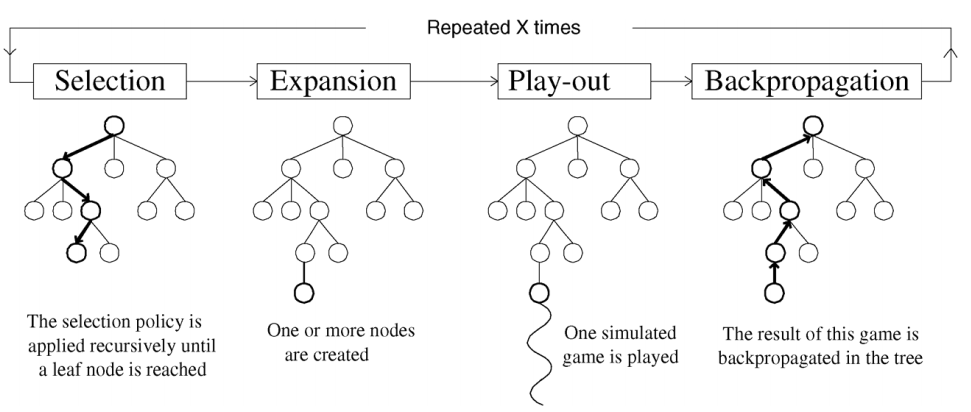 Repeated X times
Selection
Expansion
Play-out
Backpropagation
The selection policy is
applied recursively until
a leaf node is reached
One or more nodes
are created
One simulated
game is played
The result of this game is
backpropagated in the tree